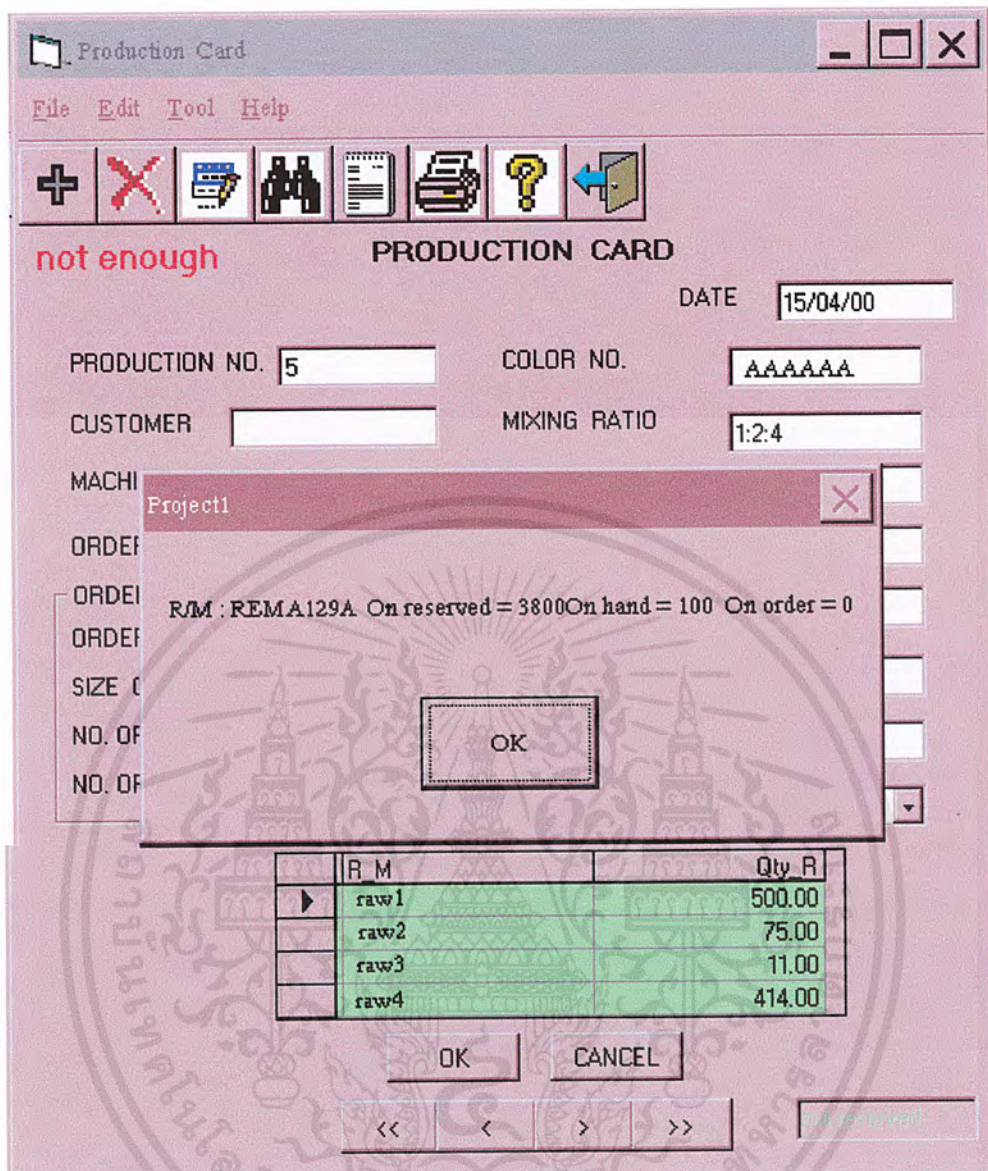 Production Card
File Edit Tool Help
not enough PRODUCTION CARD
DATE 15/04/00
PRODUCTION NO. 5 COLOR NO. AAAAAA
CUSTOMER MIXING RATIO 1:2:4
MACHI
Project1
ORDER
ORDE
R/M : REMA129A On reserved = 3800On hand = 100 On order = 0
ORDER
SIZE
NO. OF
OK
NO. OF
R_M Qty_R
raw1 500.00
raw2 75.00
raw3 11.00
raw4 414.00
OK CANCEL
<< < > >>